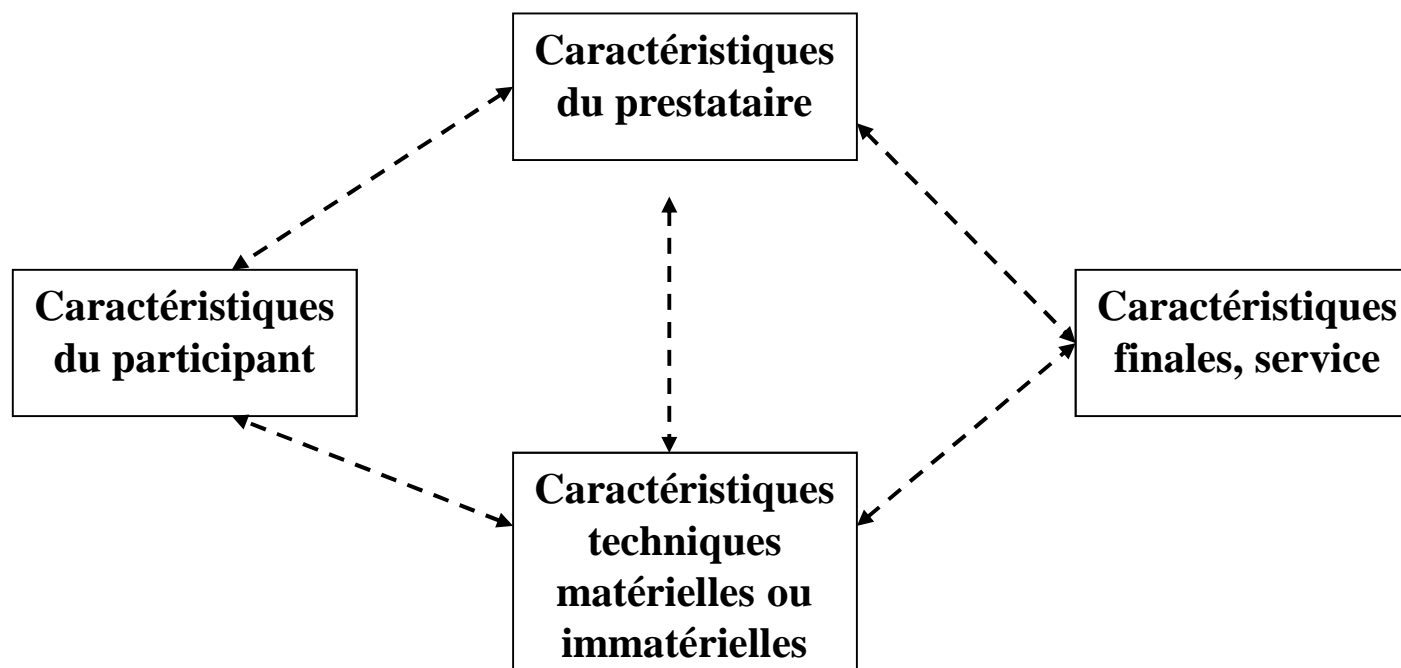 Caractéristiques
du prestataire
Caractéristiques
du participant
Caractéristiques
finales, service
Caractéristiques
techniques
matérielles ou
immatérielles